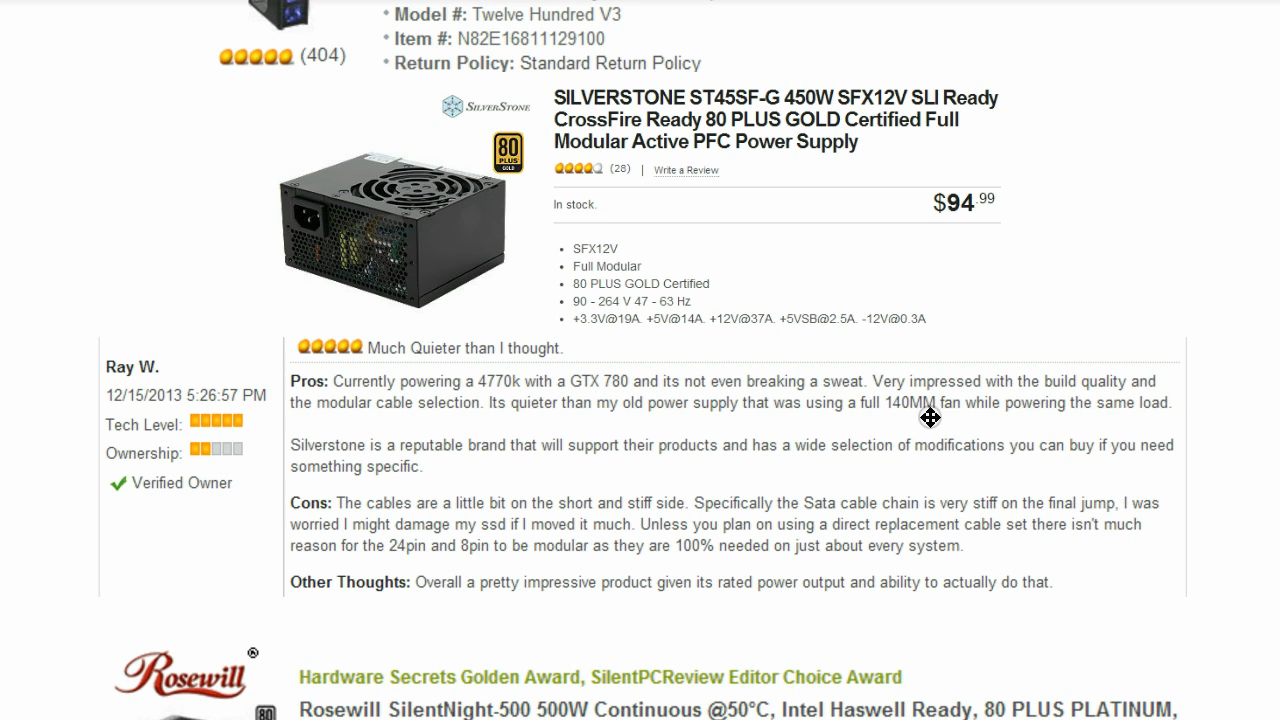 • Model #: Twelve Hundred V3
• Item #: N82E16811129100
(404)
• Return Policy: Standard Return Policy
SILVERSTONE
SILVERSTONE ST45SF-G 450W SFX12V SLI Ready
CrossFire Ready 80 PLUS GOLD Certified Full
Modular Active PFC Power Supply
80
PLUS
GOLD
(28) | Write a Review
In stock.
$94.99
• SFX12V
• Full Modular
• 80 PLUS GOLD Certified
• 90 - 264 V 47 - 63 Hz
• +3.3V@19A, +5V@14A, +12V@37A, +5VSB@2.5A, -12V@0.3A
Much Quieter than I thought.
Ray W.
12/15/2013 5:26:57 PM
Tech Level:
Ownership:
Verified Owner
Pros: Currently powering a 4770k with a GTX 780 and its not even breaking a sweat. Very impressed with the build quality and
the modular cable selection. Its quieter than my old power supply that was using a full 140MM fan while powering the same load.
Silverstone is a reputable brand that will support their products and has a wide selection of modifications you can buy if you need
something specific.
Cons: The cables are a little bit on the short and stiff side. Specifically the Sata cable chain is very stiff on the final jump, I was
worried I might damage my ssd if I moved it much. Unless you plan on using a direct replacement cable set there isn't much
reason for the 24pin and 8pin to be modular as they are 100% needed on just about every system.
Other Thoughts: Overall a pretty impressive product given its rated power output and ability to actually do that.
Rosewill ®
80
Hardware Secrets Golden Award, SilentPCReview Editor Choice Award
Rosewill SilentNight-500 500W Continuous @50°C, Intel Haswell Ready, 80 PLUS PLATINUM,